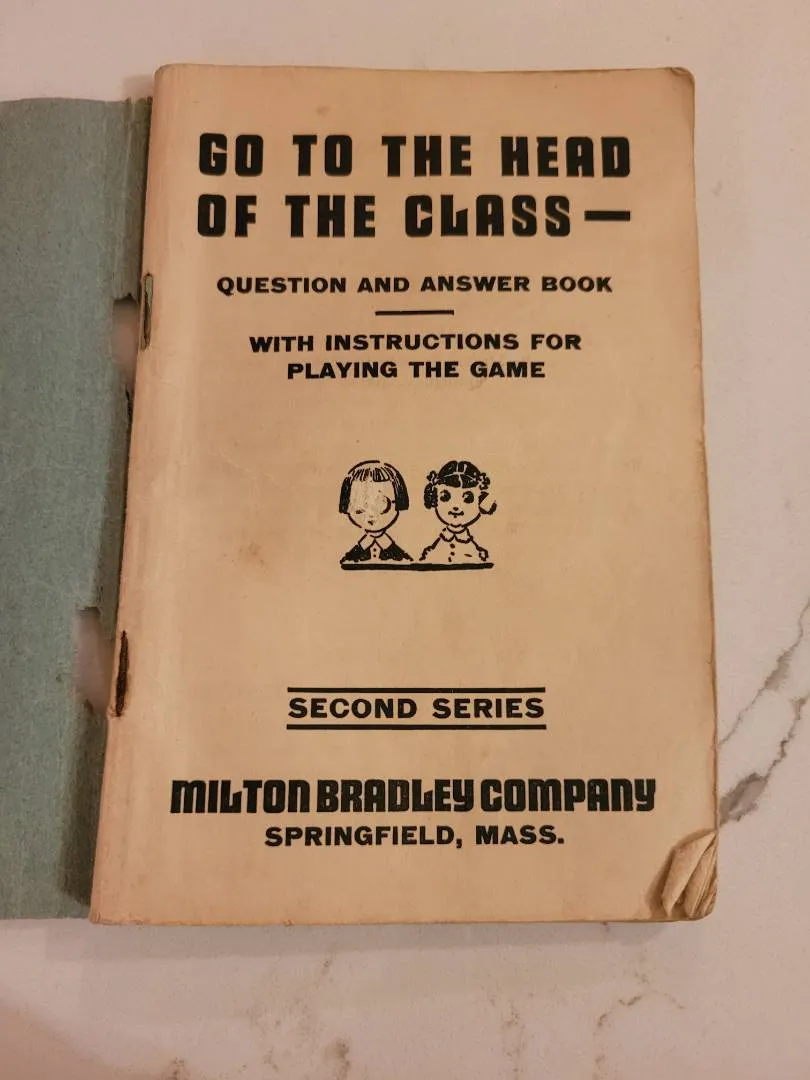 GO TO THE HEAD
OF THE CLASS—
QUESTION AND ANSWER BOOK
WITH INSTRUCTIONS FOR
PLAYING THE GAME
SECOND SERIES
MILTON BRADLEY COMPANY
SPRINGFIELD, MASS.